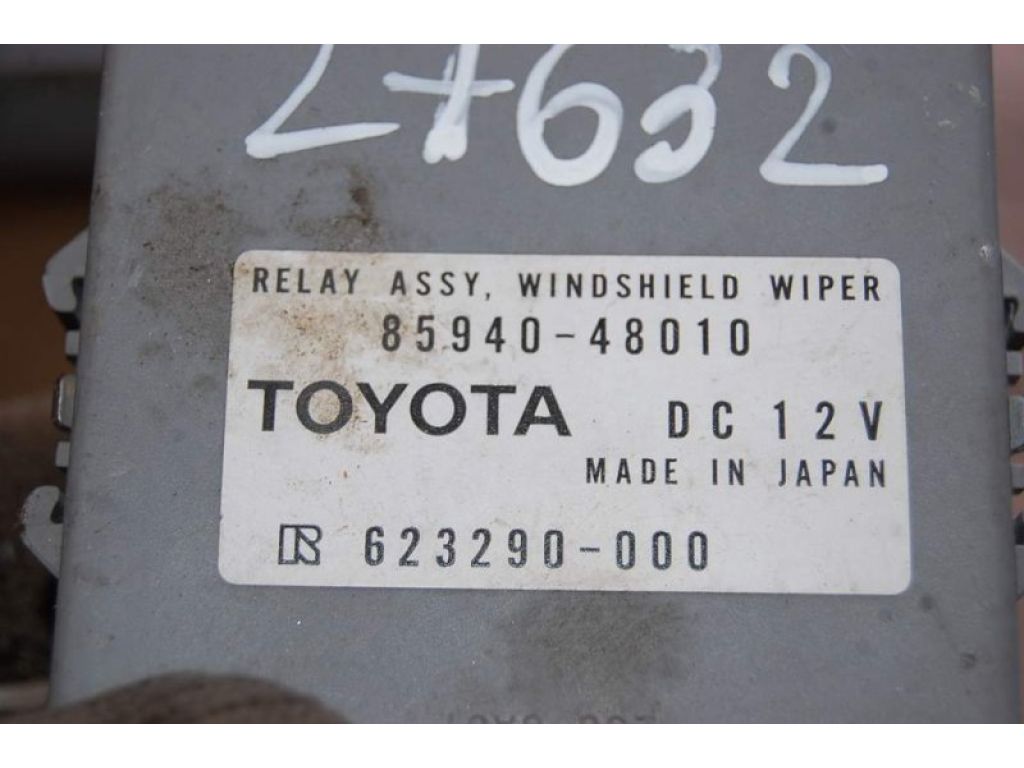 27632
RELAY ASSY, WINDSHIELD WIPER
85940-48010
TOYOTA DC 12V
MADE IN JAPAN
R 623290-000